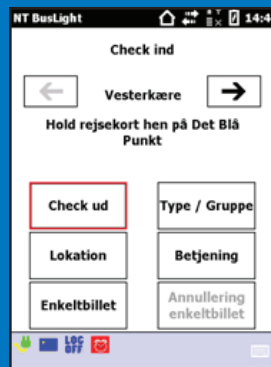 NT BusLight 14:4
Check ind
Vesterkære
Hold rejsekort hen på Det Blå
Punkt
Check ud
Type / Gruppe
Lokation
Betjening
Enkeltbillet
Annullering
enkeltbillet
LOG
OFF